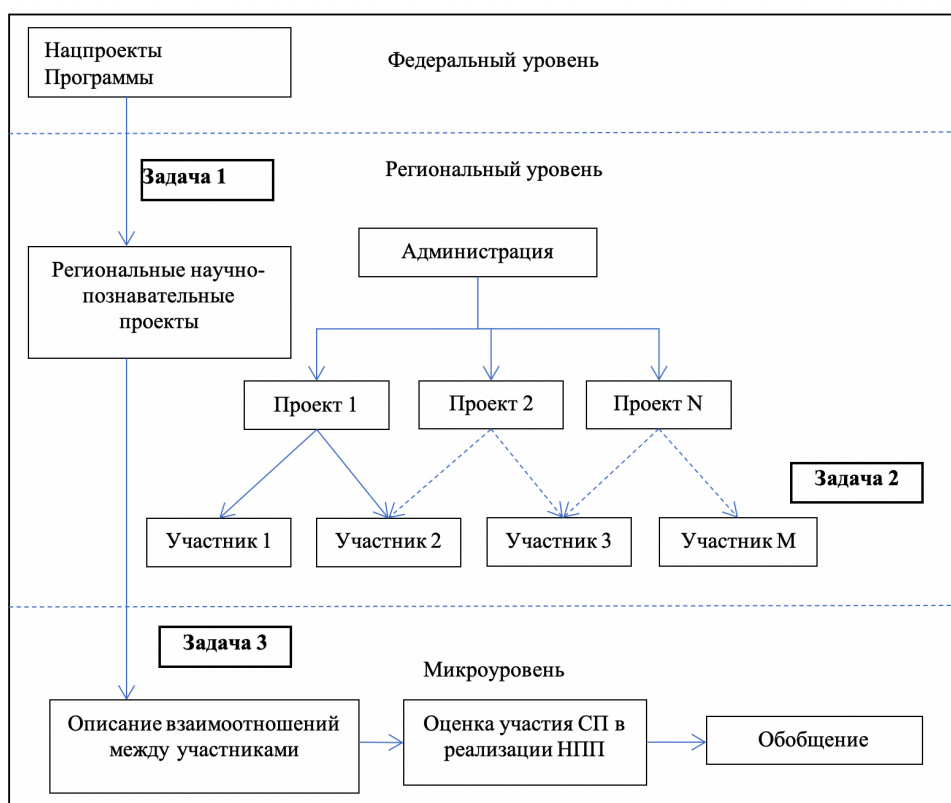 Нацпроекты
Программы
Федеральный уровень
Задача 1
Региональный уровень
Администрация
Региональные научно-
познавательные
проекты
Проект 1
Проект 2
Проект N
Задача 2
Участник 1
Участник 2
Участник 3
Участник М
Задача 3
Микроуровень
Описание взаимоотношений
между участниками
Оценка участия СП в
реализации НПП
Обобщение